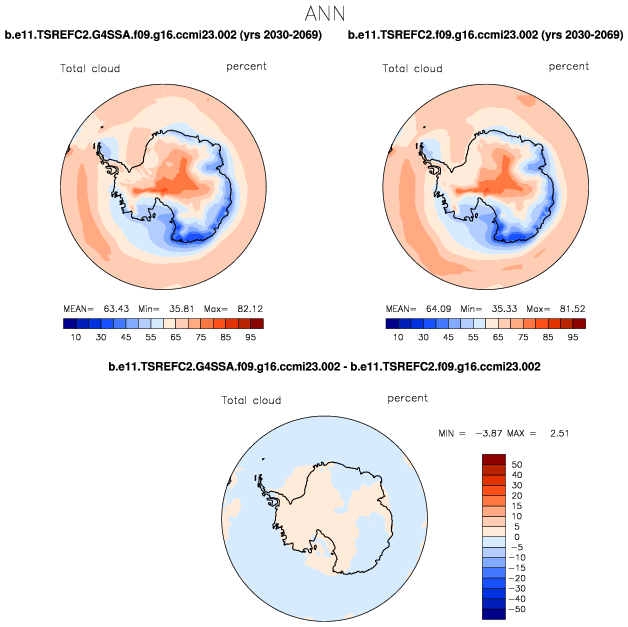 ANN
b.e11.TSREFC2.G4SSA.f09.g16.ccmi23.002 (yrs 2030-2069)
b.e11.TSREFC2.f09.g16.ccmi23.002 (yrs 2030-2069)
Total cloud percent
Total cloud percent
MEAN= 63.43 Min= 35.81 Max= 82.12
MEAN= 64.09 Min= 35.33 Max= 81.52
10 30 45 55 65 75 85 95
10 30 45 55 65 75 85 95
b.e11.TSREFC2.G4SSA.f09.g16.ccmi23.002 - b.e11.TSREFC2.f09.g16.ccmi23.002
Total cloud percent
MIN = -3.87 MAX = 2.51
50
40
30
20
15
10
5
0
-5
-10
-15
-20
-30
-40
-50